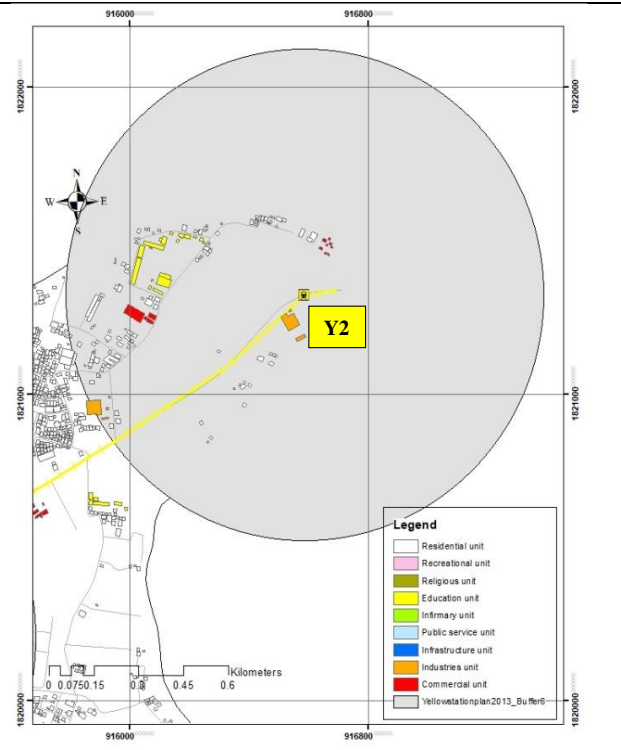 916000
916800
1822000
1822000
N
W
E
S
Y2
1821000
1821000
Legend
Residential unit
Recreational unit
Religious unit
Education unit
Infirmary unit
Public service unit
Infrastructure unit
Industries unit
Commercial unit
Yellowstationplan2013_Buffer6
Kilometers
0 0.075 0.15 0.3 0.45 0.6
1820000
1820000
916000
916800